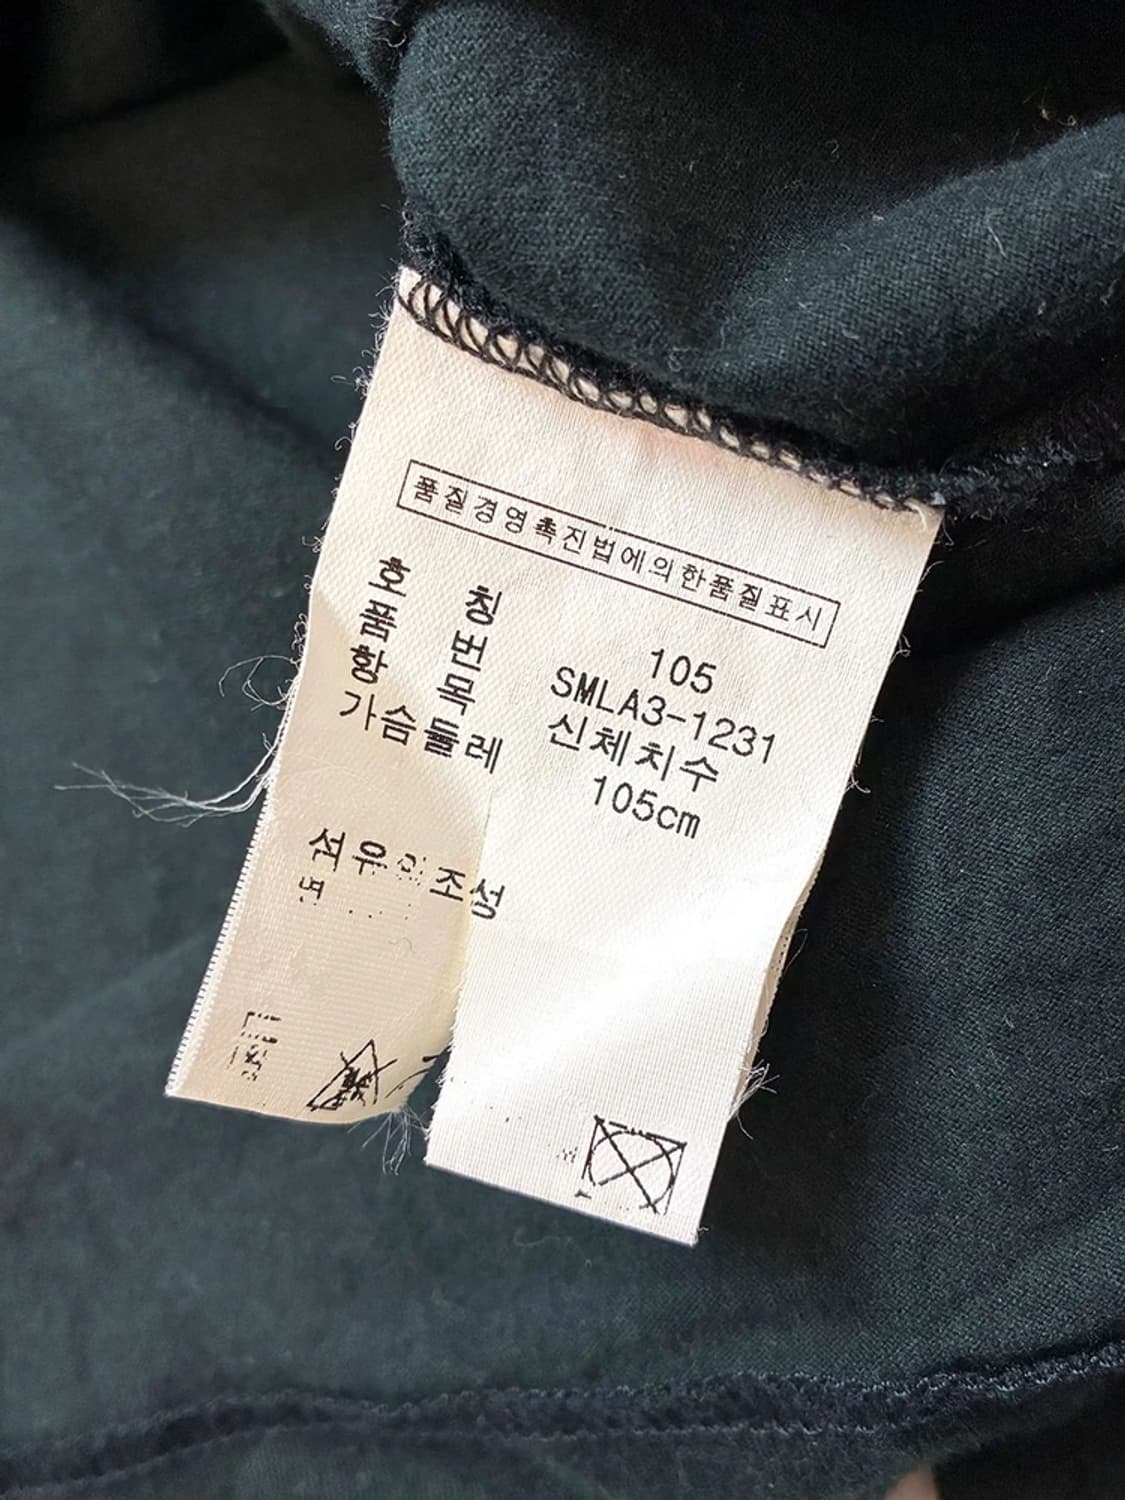 품질경영촉진법에의한품질표시
호 칭 105
품 번 SMLA3-1231
항 목 신체치수
가슴둘레 105cm
섬유의조성
면